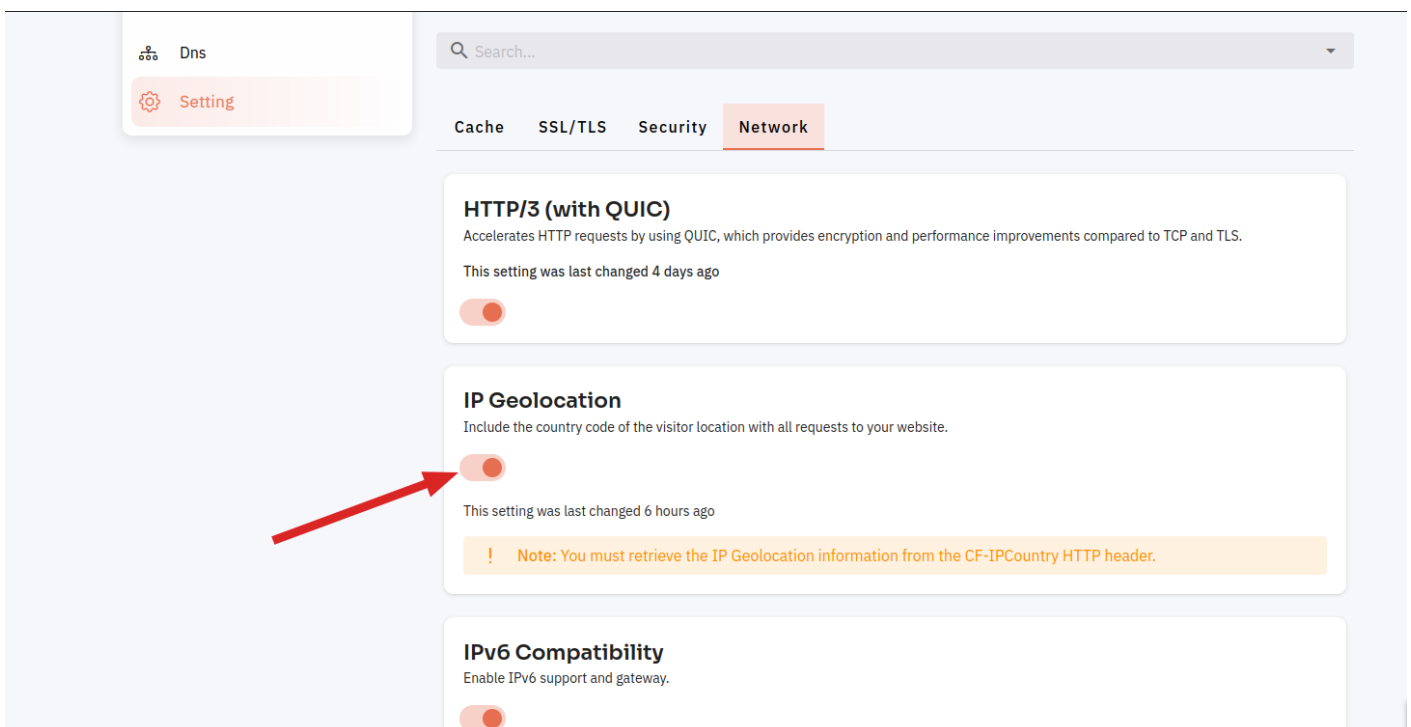 Dns
Setting
Search...
Cache SSL/TLS Security Network
HTTP/3 (with QUIC)
Accelerates HTTP requests by using QUIC, which provides encryption and performance improvements compared to TCP and TLS.
This setting was last changed 4 days ago
IP Geolocation
Include the country code of the visitor location with all requests to your website.
This setting was last changed 6 hours ago
! Note: You must retrieve the IP Geolocation information from the CF-IPCountry HTTP header.
IPv6 Compatibility
Enable IPv6 support and gateway.